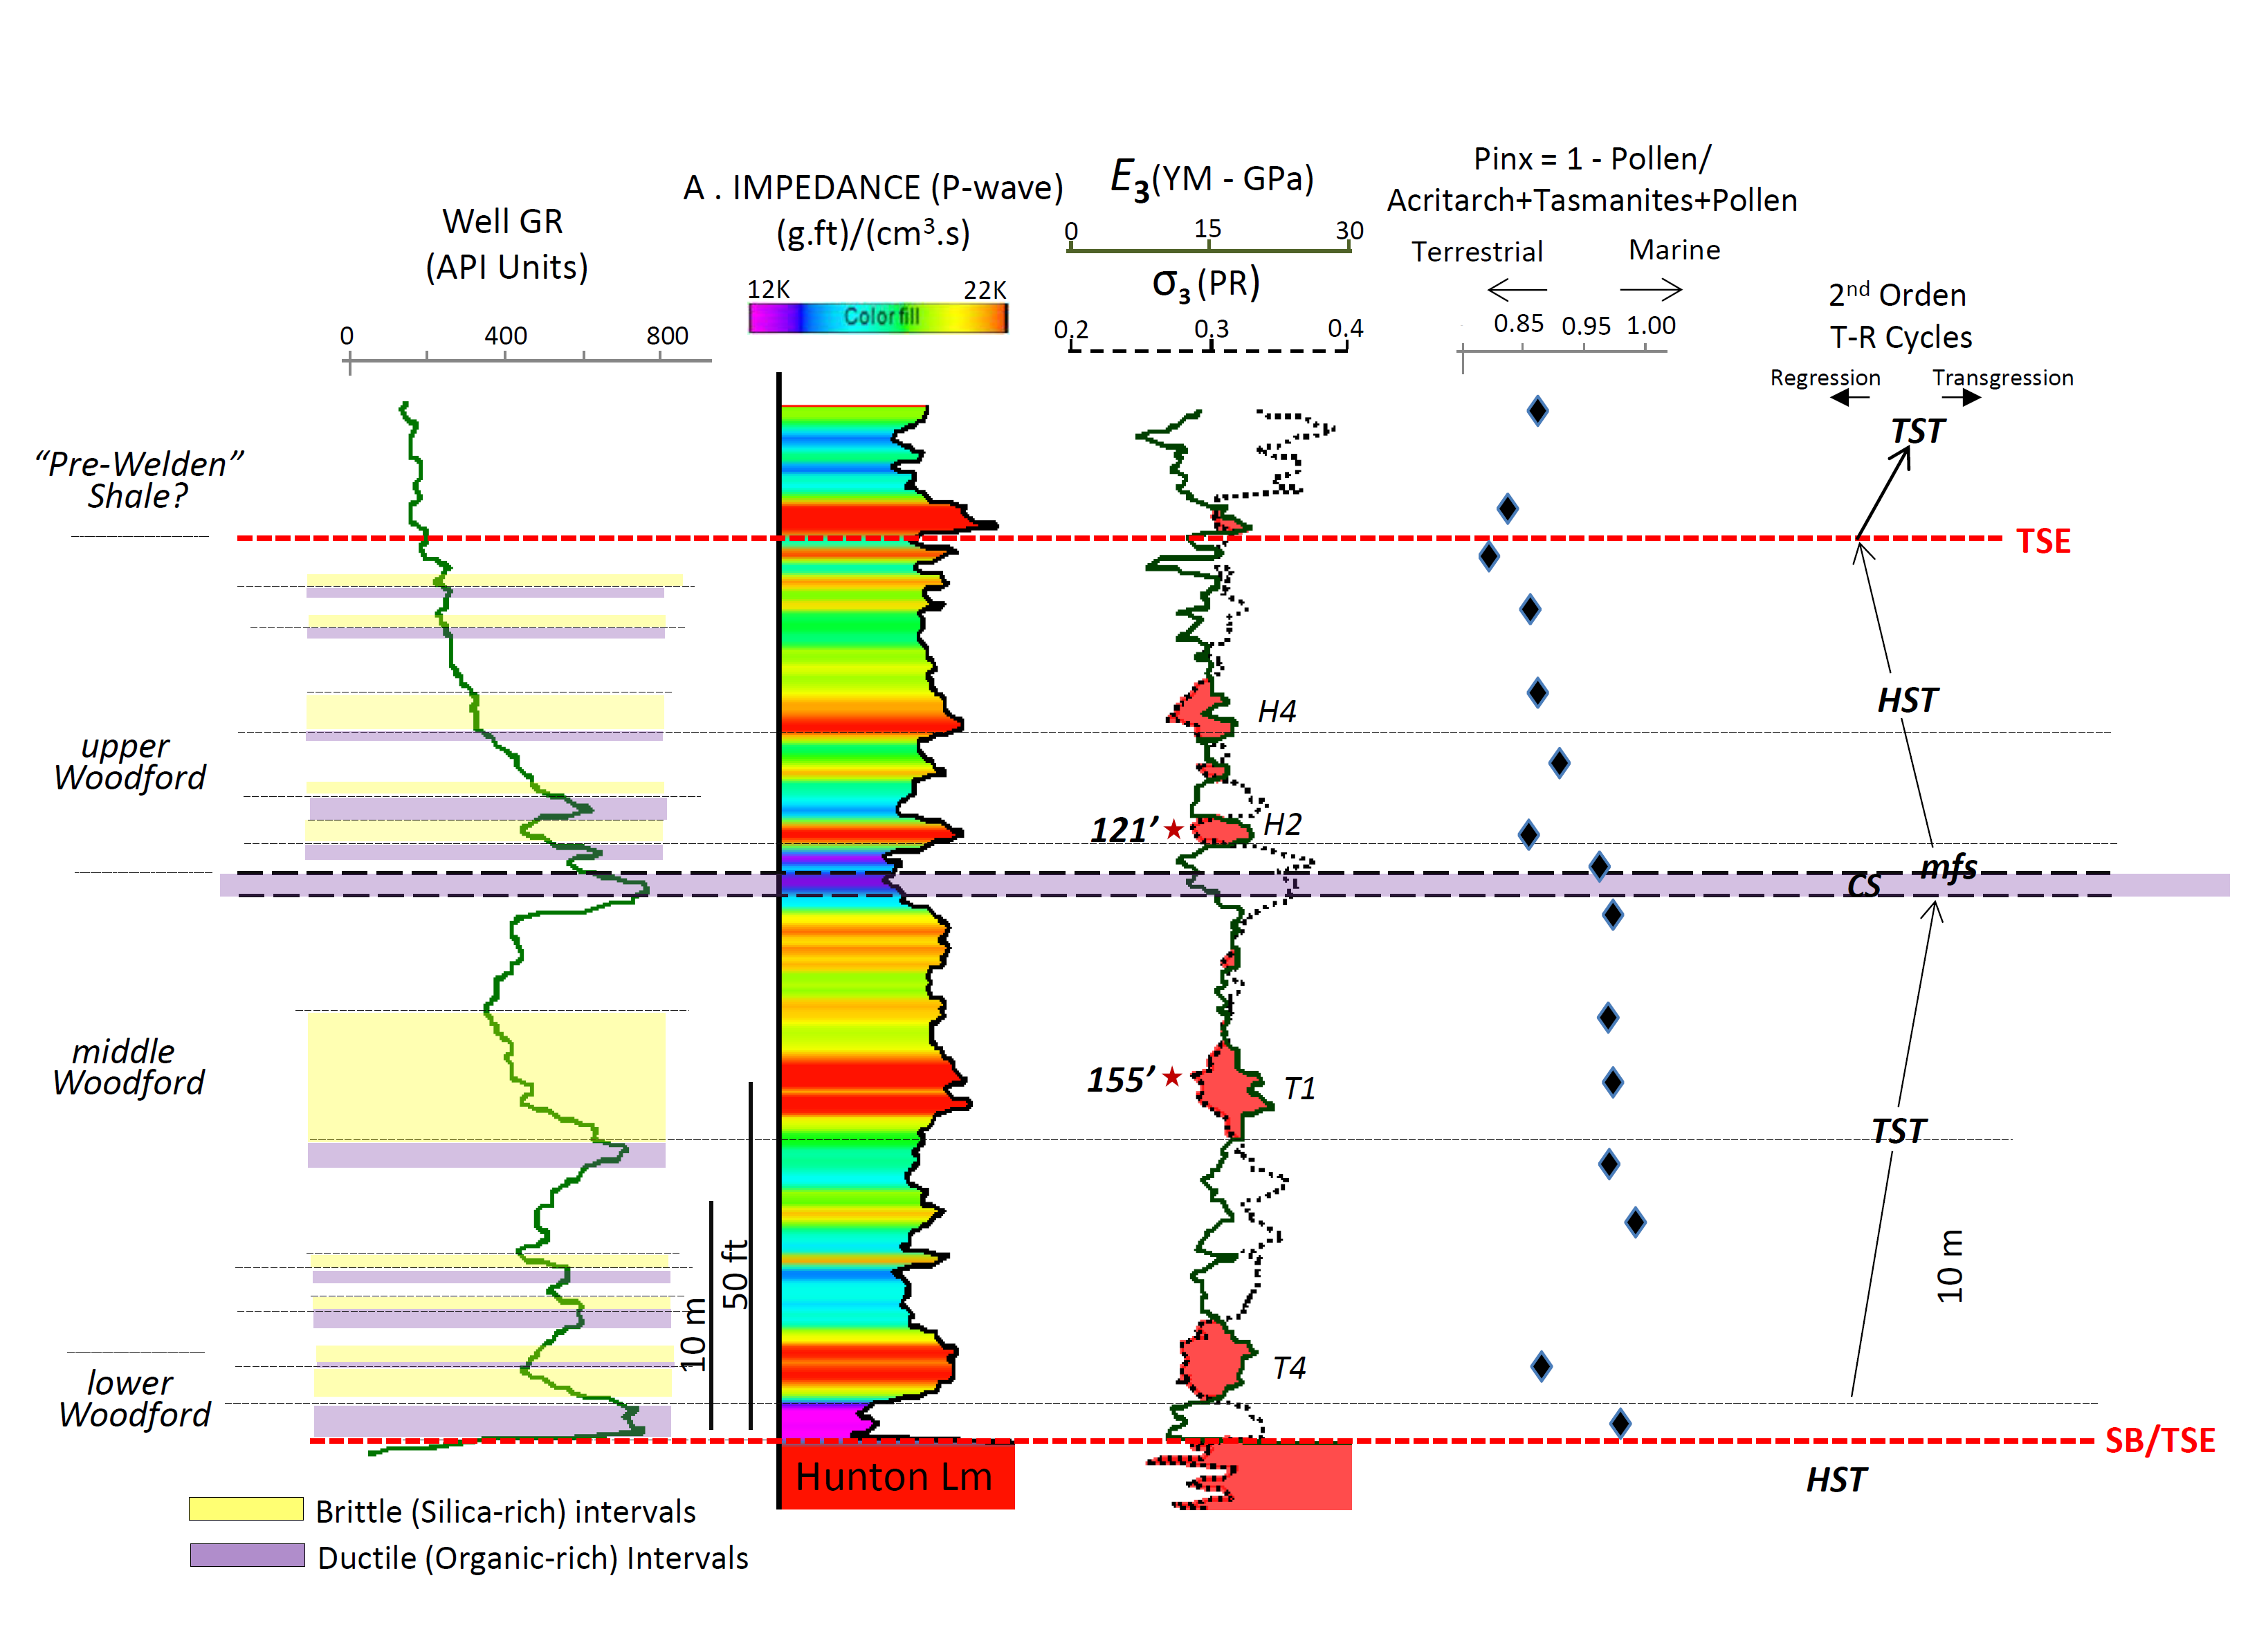 Well GR
(API Units)
0 400 800
A . IMPEDANCE (P-wave)
(g.ft)/(cm³.s)
12K 22K
Color fill
E₃(YM - GPa)
0 15 30
σ₃ (PR)
0.2 0.3 0.4
Pinx = 1 - Pollen/
Acritarch+Tasmanites+Pollen
Terrestrial Marine
0.85 0.95 1.00
2nd Orden
T-R Cycles
Regression Transgression
TST
“Pre-Welden”
Shale?
TSE
HST
H4
upper
Woodford
121’
H2
mfs
CS
middle
Woodford
155’
T1
TST
10 m
50 ft
10 m
T4
lower
Woodford
SB/TSE
Hunton Lm
HST
Brittle (Silica-rich) intervals
Ductile (Organic-rich) Intervals